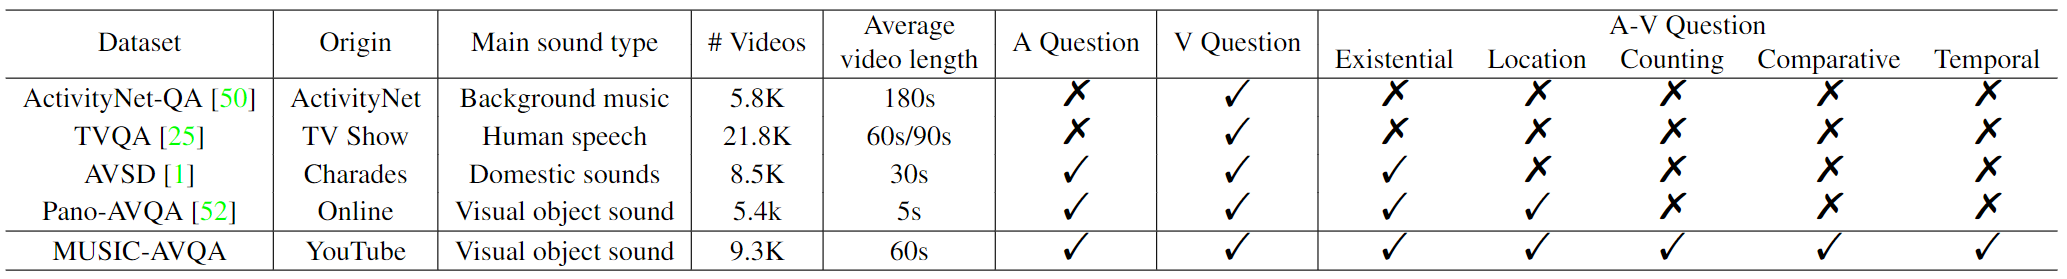 Dataset Origin Main sound type # Videos Average video length A Question V Question A-V Question
Existential Location Counting Comparative Temporal
ActivityNet-QA [50] ActivityNet Background music 5.8K 180s ✗ ✓ ✗ ✗ ✗ ✗ ✗
TVQA [25] TV Show Human speech 21.8K 60s/90s ✗ ✓ ✗ ✗ ✗ ✗ ✗
AVSD [1] Charades Domestic sounds 8.5K 30s ✓ ✓ ✓ ✗ ✗ ✗ ✗
Pano-AVQA [52] Online Visual object sound 5.4k 5s ✓ ✓ ✓ ✓ ✗ ✗ ✗
MUSIC-AVQA YouTube Visual object sound 9.3K 60s ✓ ✓ ✓ ✓ ✓ ✓ ✓